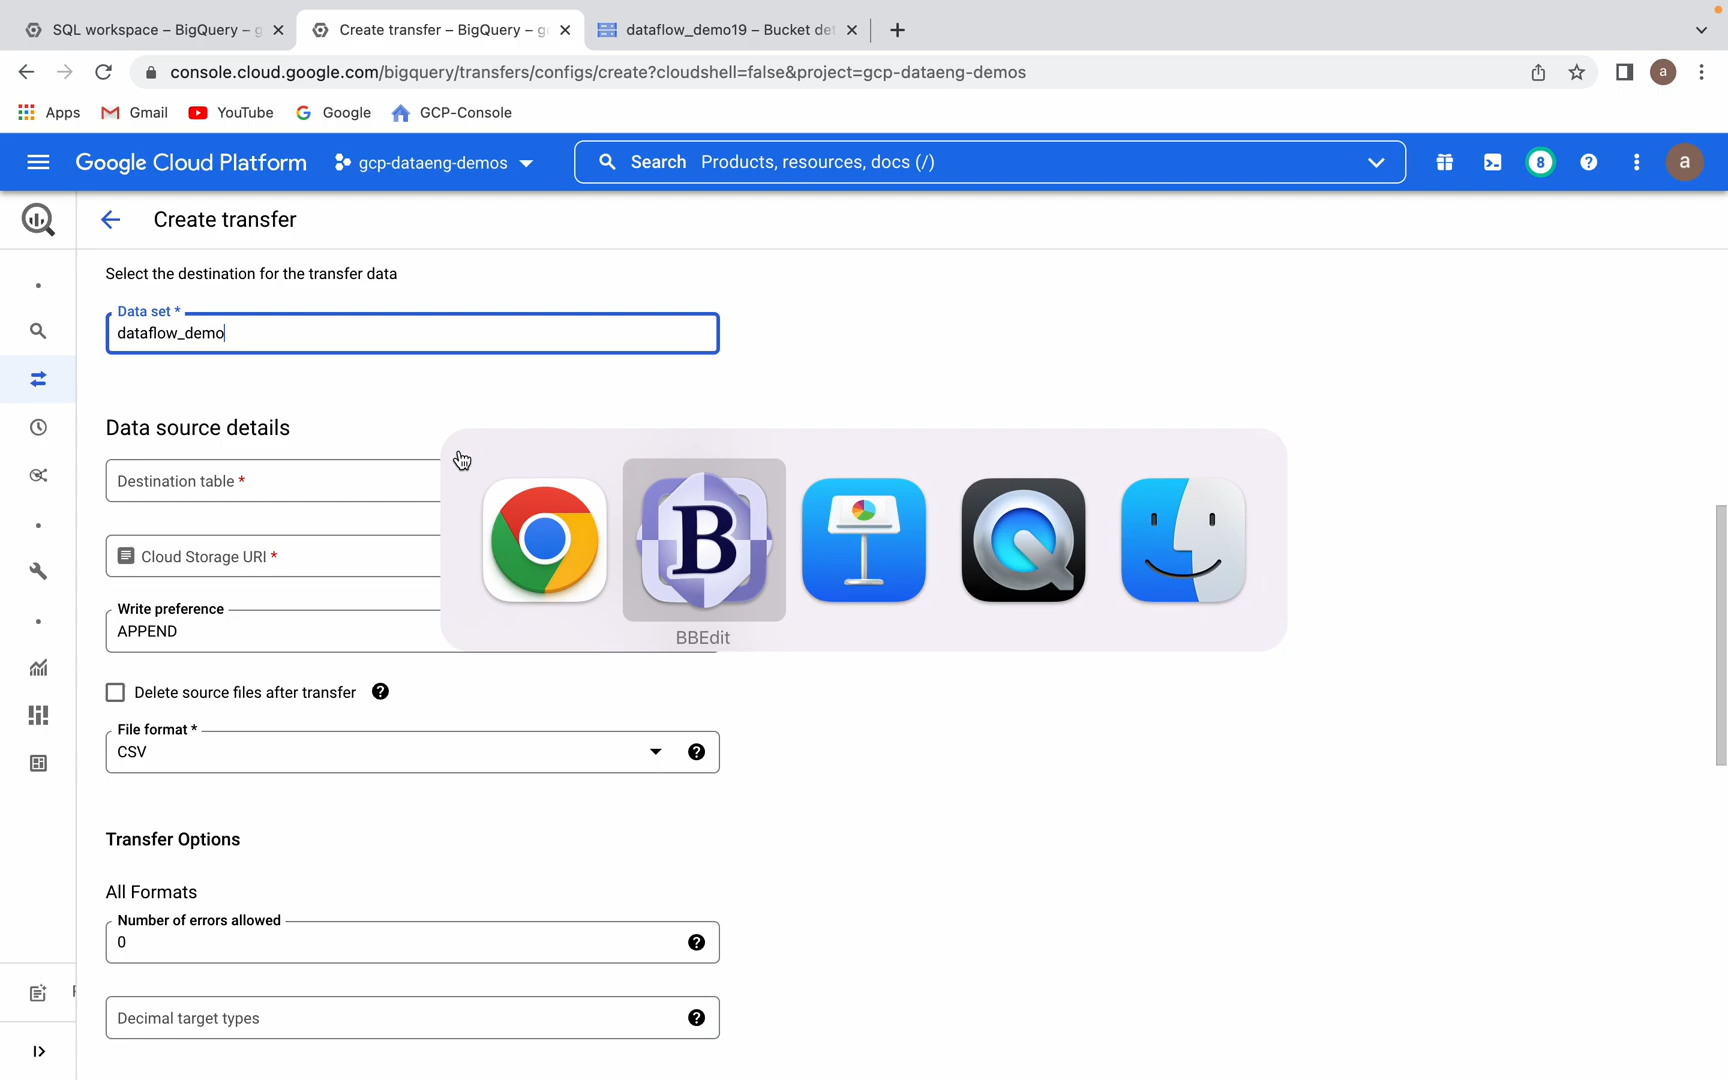 SQL workspace – BigQuery – g
Create transfer – BigQuery – g
dataflow_demo19 – Bucket det
console.cloud.google.com/bigquery/transfers/configs/create?cloudshell=false&project=gcp-dataeng-demos
a
Apps
Gmail
YouTube
Google
GCP-Console
Google Cloud Platform
gcp-dataeng-demos
Search Products, resources, docs (/)
8
a
Create transfer
Select the destination for the transfer data
Data set *
dataflow_demo
Data source details
Destination table *
Cloud Storage URI *
Write preference
APPEND
B
BBEdit
Delete source files after transfer
File format *
CSV
Transfer Options
All Formats
Number of errors allowed
0
Decimal target types